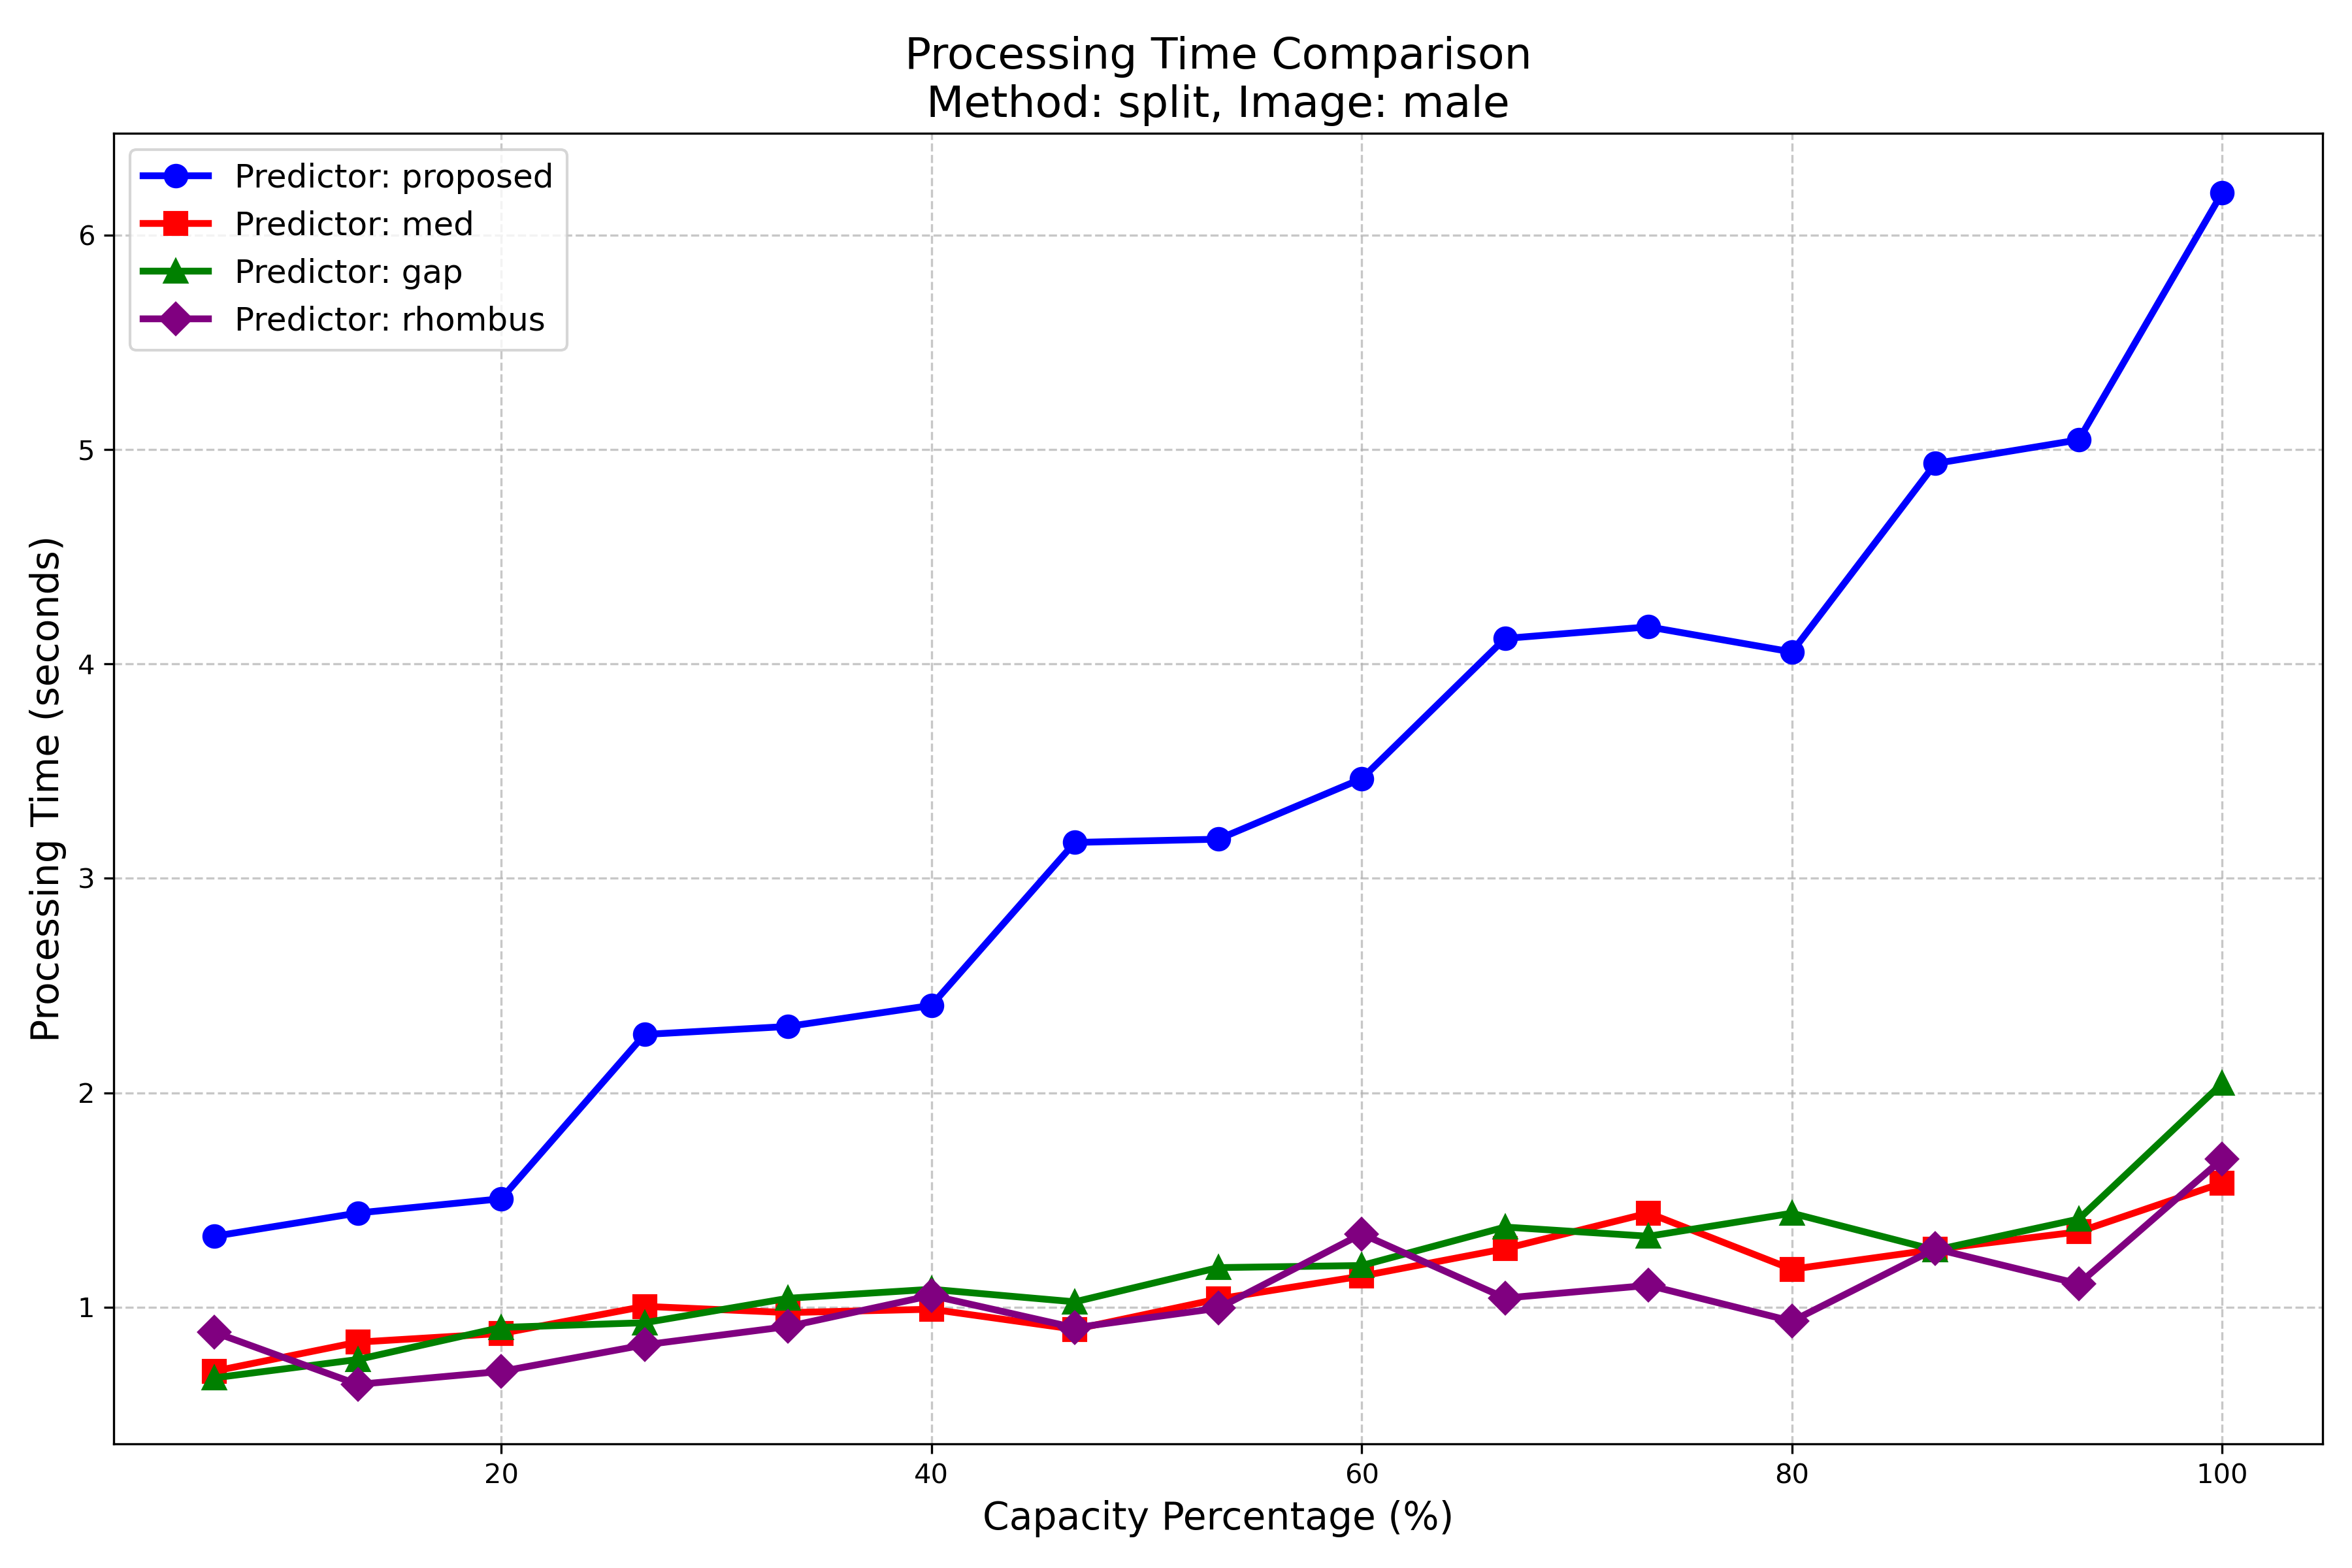 Processing Time Comparison
Method: split, Image: male
Predictor: proposed
Predictor: med
Predictor: gap
Predictor: rhombus
Processing Time (seconds)
6
5
4
3
2
1
20 40 60 80 100
Capacity Percentage (%)